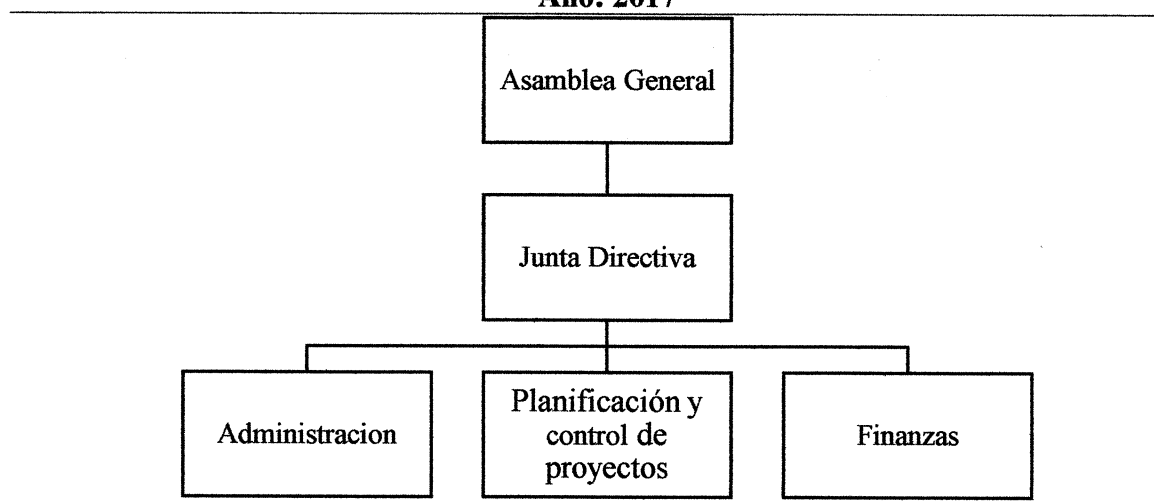 Año: 2017
Asamblea General
Junta Directiva
Administracion
Planificación y
control de
proyectos
Finanzas